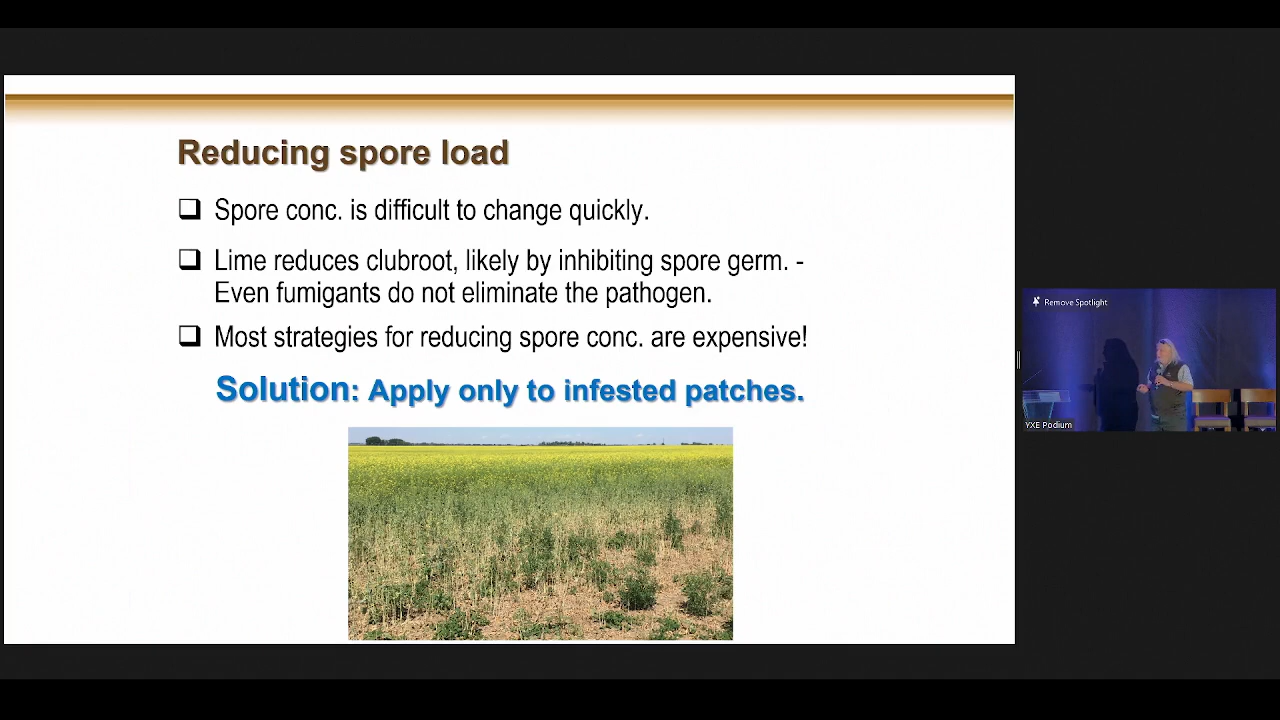 Reducing spore load
❑ Spore conc. is difficult to change quickly.
❑ Lime reduces clubroot, likely by inhibiting spore germ. -
Even fumigants do not eliminate the pathogen.
❑ Most strategies for reducing spore conc. are expensive!
Solution: Apply only to infested patches.
Remove Spotlight
YXE Podium